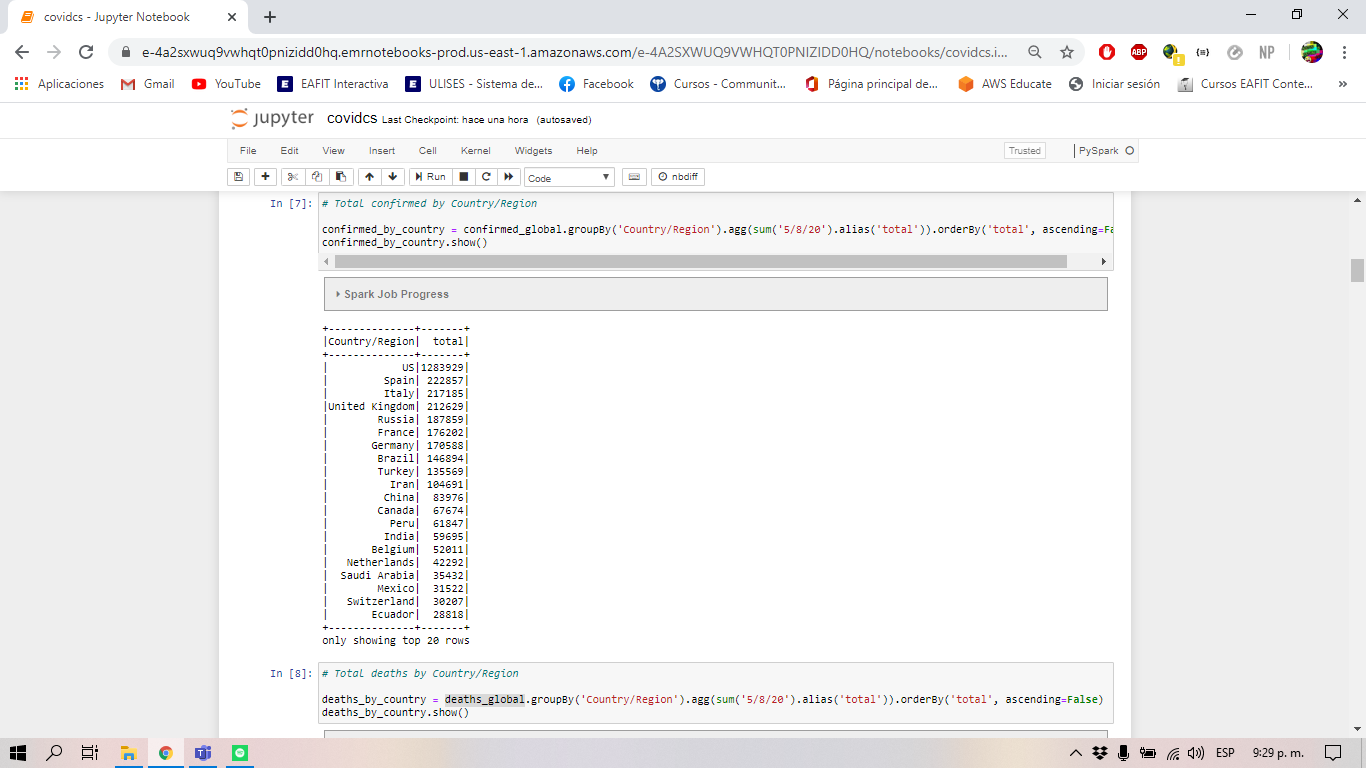 covidcs - Jupyter Notebook
e-4a2sxwuq9vwhqt0pnizidd0hq.emrnotebooks-prod.us-east-1.amazonaws.com/e-4A2SXWUQ9VWHQT0PNIZIDD0HQ/notebooks/covidcs.i...
ABP
NP
Aplicaciones
Gmail
YouTube
E
EAFIT Interactiva
E
ULISES - Sistema de...
Facebook
Cursos - Communit...
Página principal de...
AWS Educate
Iniciar sesión
Cursos EAFIT Conte...
»
jupyter covidcs Last Checkpoint: hace una hora (autosaved)
File Edit View Insert Cell Kernel Widgets Help Trusted PySpark
Run Code nbdiff
In [7]: # Total confirmed by Country/Region
confirmed_by_country = confirmed_global.groupBy('Country/Region').agg(sum('5/8/20').alias('total')).orderBy('total', ascending=Fa
confirmed_by_country.show()
Spark Job Progress
+--------------+-------+
|Country/Region|  total|
+--------------+-------+
|            US|1283929|
|         Spain| 222857|
|         Italy| 217185|
|United Kingdom| 212629|
|        Russia| 187859|
|        France| 176202|
|       Germany| 170588|
|        Brazil| 146894|
|        Turkey| 135569|
|          Iran| 104691|
|         China|  83976|
|        Canada|  67674|
|          Peru|  61847|
|         India|  59695|
|       Belgium|  52011|
|   Netherlands|  42292|
|  Saudi Arabia|  35432|
|        Mexico|  31522|
|   Switzerland|  30207|
|       Ecuador|  28818|
+--------------+-------+
only showing top 20 rows
In [8]: # Total deaths by Country/Region
deaths_by_country = deaths_global.groupBy('Country/Region').agg(sum('5/8/20').alias('total')).orderBy('total', ascending=False)
deaths_by_country.show()
ESP 9:29 p. m.